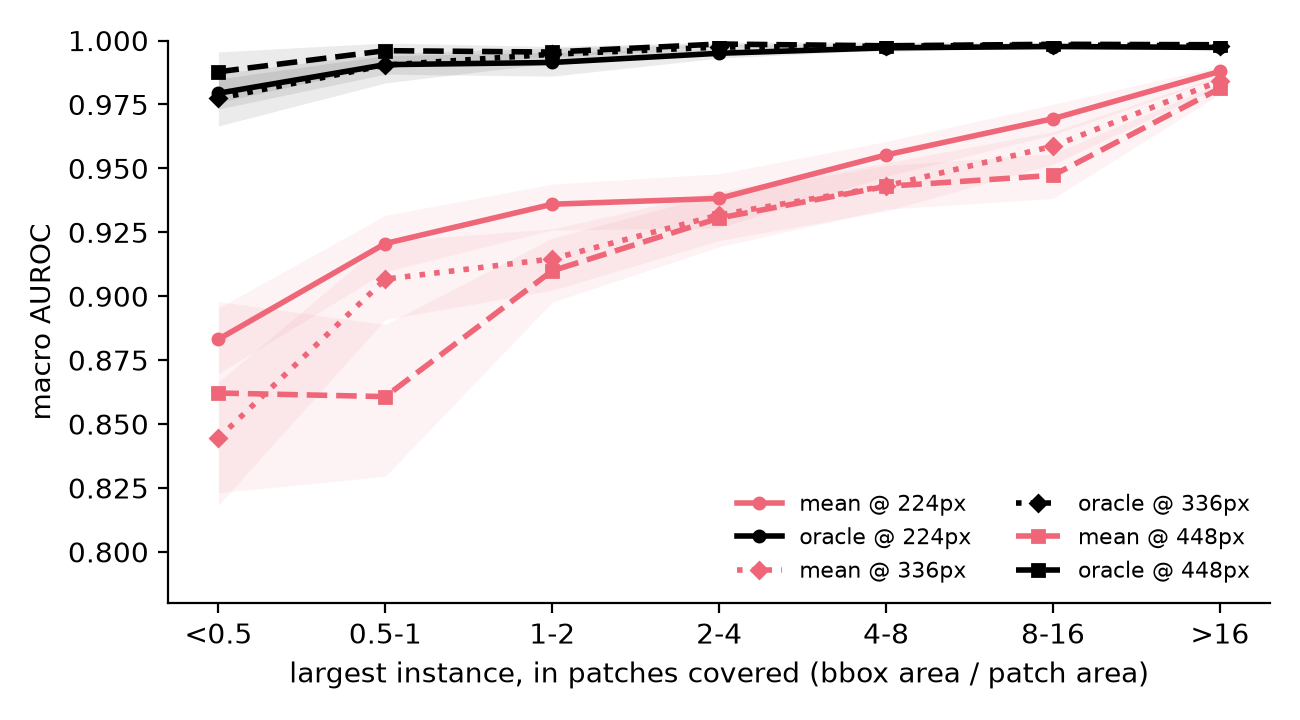 1.000
0.975
0.950
0.925
0.900
0.875
0.850
0.825
0.800
macro AUROC
mean @ 224px
oracle @ 224px
mean @ 336px
oracle @ 336px
mean @ 448px
oracle @ 448px
<0.5 0.5-1 1-2 2-4 4-8 8-16 >16
largest instance, in patches covered (bbox area / patch area)